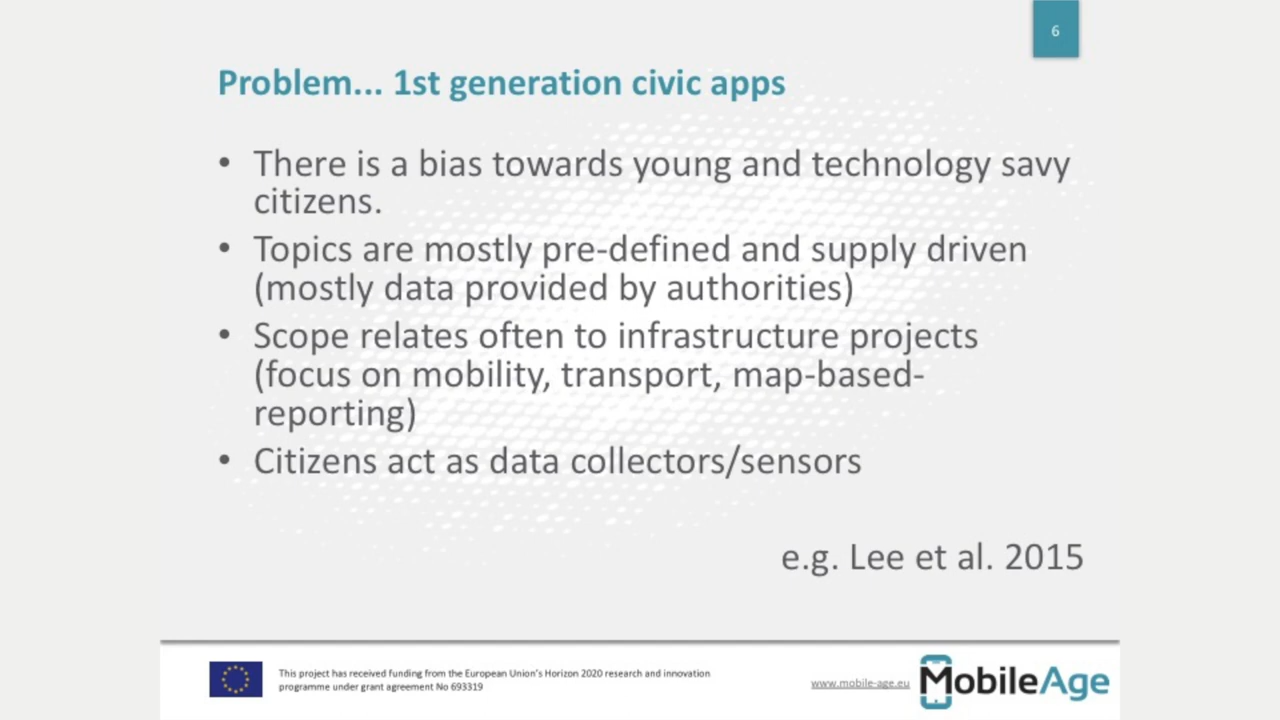 6
Problem... 1st generation civic apps
• There is a bias towards young and technology savy
citizens.
• Topics are mostly pre-defined and supply driven
(mostly data provided by authorities)
• Scope relates often to infrastructure projects
(focus on mobility, transport, map-based-
reporting)
• Citizens act as data collectors/sensors
e.g. Lee et al. 2015
This project has received funding from the European Union's Horizon 2020 research and innovation
programme under grant agreement No 693319
www.mobile-age.eu
MobileAge